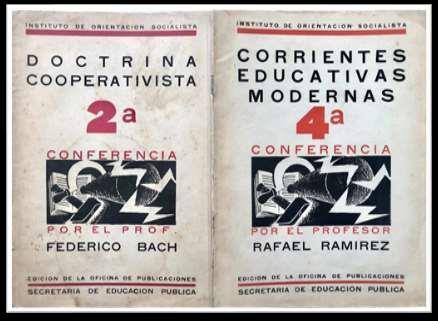 INSTITUTO DE ORIENTACION SOCIALISTA
DOCTRINA
COOPERATIVISTA
2a
CONFERENCIA
POR EL PROF.
FEDERICO BACH
EDICION DE LA OFICINA DE PUBLICACIONES
SECRETARIA DE EDUCACION PUBLICA
INSTITUTO DE ORIENTACION SOCIALISTA
CORRIENTES
EDUCATIVAS
MODERNAS
4a
CONFERENCIA
POR EL PROFESOR
RAFAEL RAMIREZ
EDICION DE LA OFICINA DE PUBLICACIONES
SECRETARIA DE EDUCACION PUBLICA